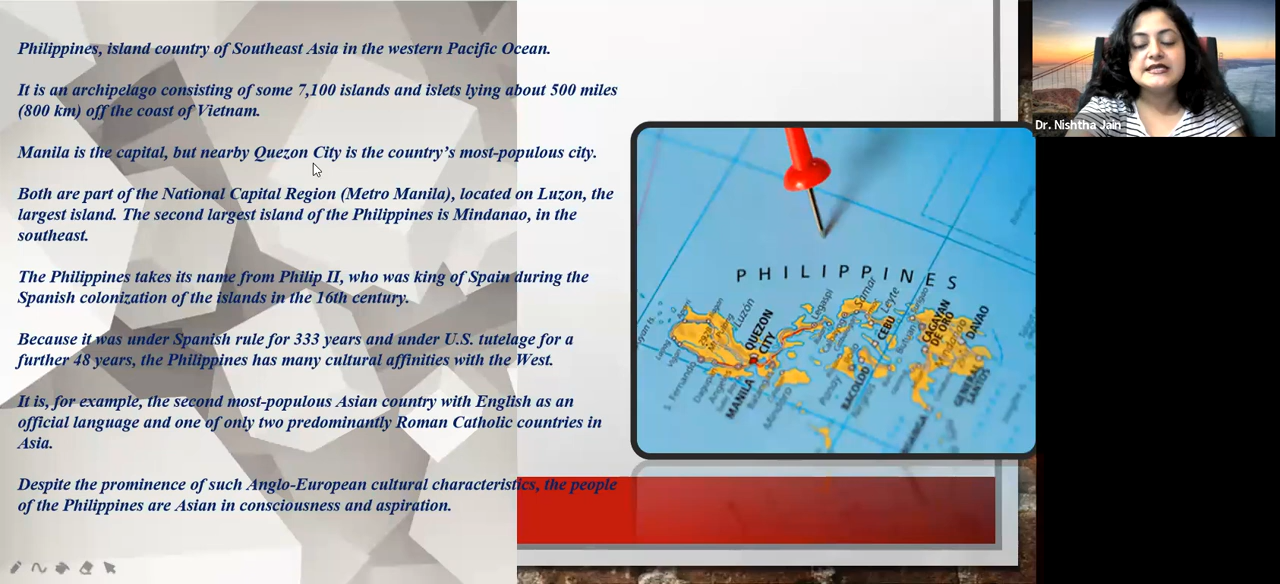 Philippines, island country of Southeast Asia in the western Pacific Ocean.
It is an archipelago consisting of some 7,100 islands and islets lying about 500 miles
(800 km) off the coast of Vietnam.
Manila is the capital, but nearby Quezon City is the country’s most-populous city.
Both are part of the National Capital Region (Metro Manila), located on Luzon, the
largest island. The second largest island of the Philippines is Mindanao, in the
southeast.
The Philippines takes its name from Philip II, who was king of Spain during the
Spanish colonization of the islands in the 16th century.
Because it was under Spanish rule for 333 years and under U.S. tutelage for a
further 48 years, the Philippines has many cultural affinities with the West.
It is, for example, the second most-populous Asian country with English as an
official language and one of only two predominantly Roman Catholic countries in
Asia.
Despite the prominence of such Anglo-European cultural characteristics, the people
of the Philippines are Asian in consciousness and aspiration.
Dr. Nishtha Jain
PHILIPPINES
Luzón
QUEZON
CITY
MANILA
Legaspi
Samar
Leyte
CEBU
BACOLOD
CAGAYAN
DE ORO
DAVAO
GENERAL
SANTOS
S. Fernando